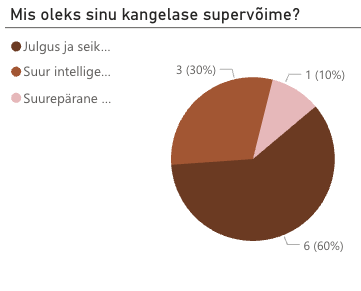 Mis oleks sinu kangelase supervõime?
Julgus ja seik...
Suur intellige...
Suurepärane ...
3 (30%)
1 (10%)
6 (60%)